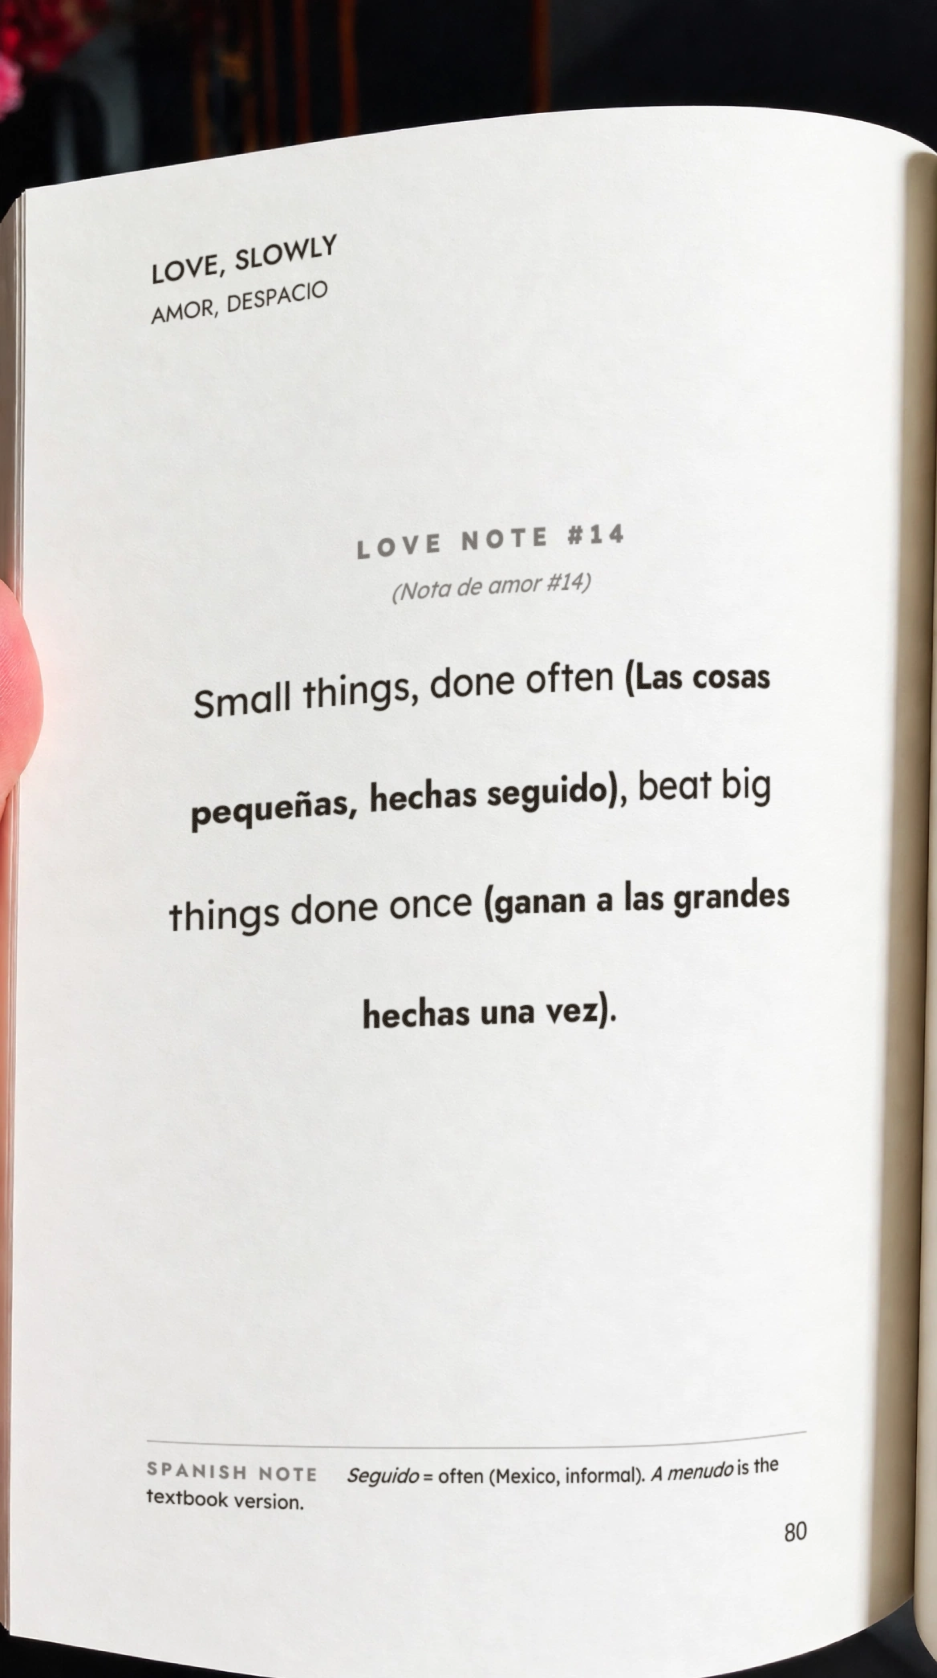 LOVE, SLOWLY
AMOR, DESPACIO
LOVE NOTE #14
(Nota de amor #14)
Small things, done often (Las cosas
pequeñas, hechas seguido), beat big
things done once (ganan a las grandes
hechas una vez).
SPANISH NOTE Seguido = often (Mexico, informal). A menudo is the
textbook version.
80